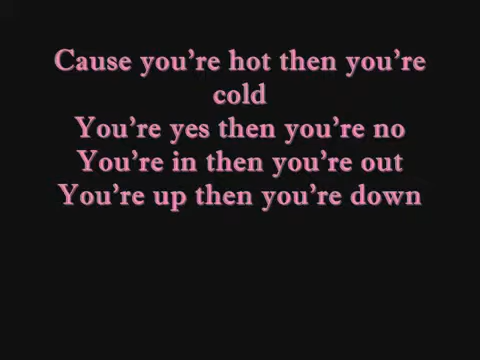 Cause you’re hot then you’re
cold
You’re yes then you’re no
You’re in then you’re out
You’re up then you’re down